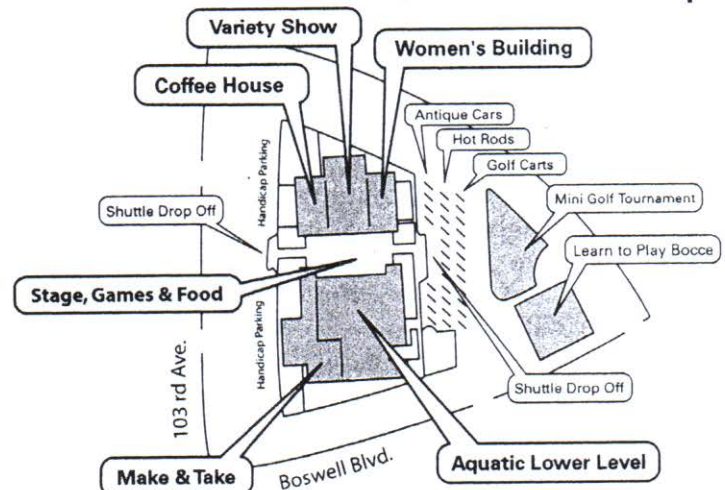 Variety Show
Women's Building
Coffee House
Antique Cars
Hot Rods
Golf Carts
Handicap Parking
Mini Golf Tournament
Shuttle Drop Off
Learn to Play Bocce
Stage, Games & Food
Handicap Parking
103 rd Ave.
Shuttle Drop Off
Make & Take
Boswell Blvd.
Aquatic Lower Level